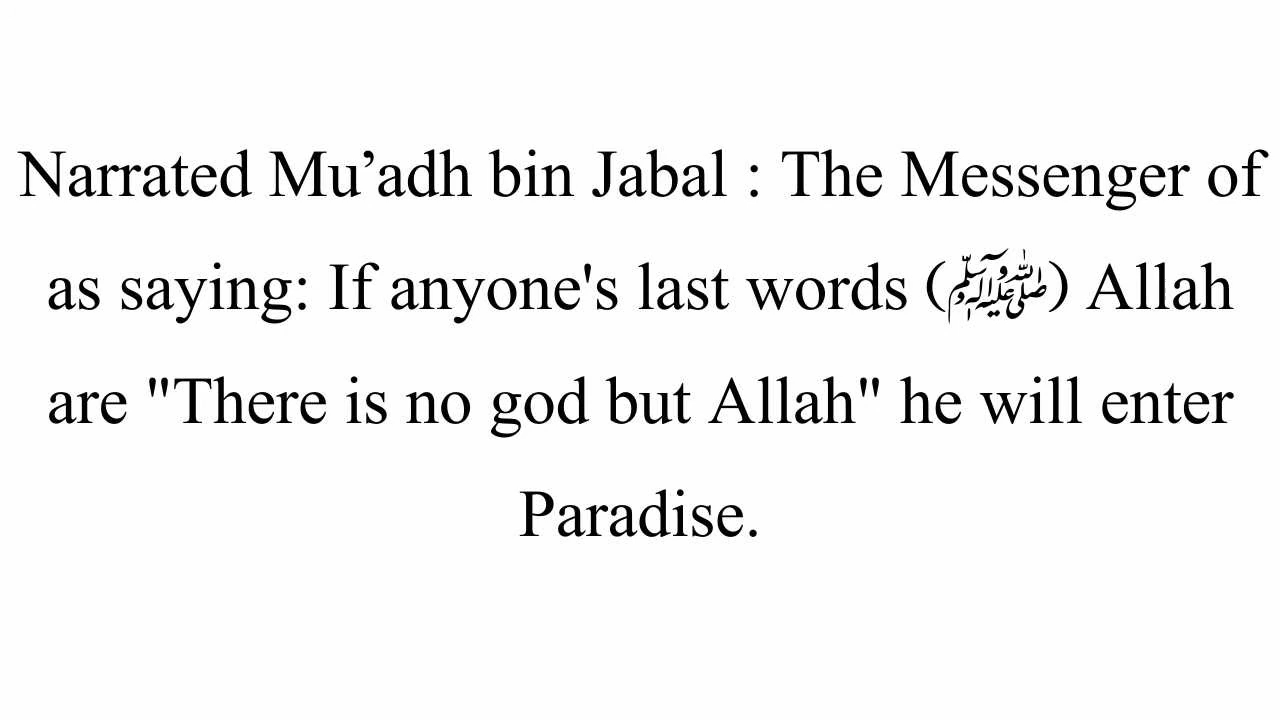 Narrated Mu’adh bin Jabal : The Messenger of
as saying: If anyone's last words (ﷺ) Allah
are "There is no god but Allah" he will enter
Paradise.